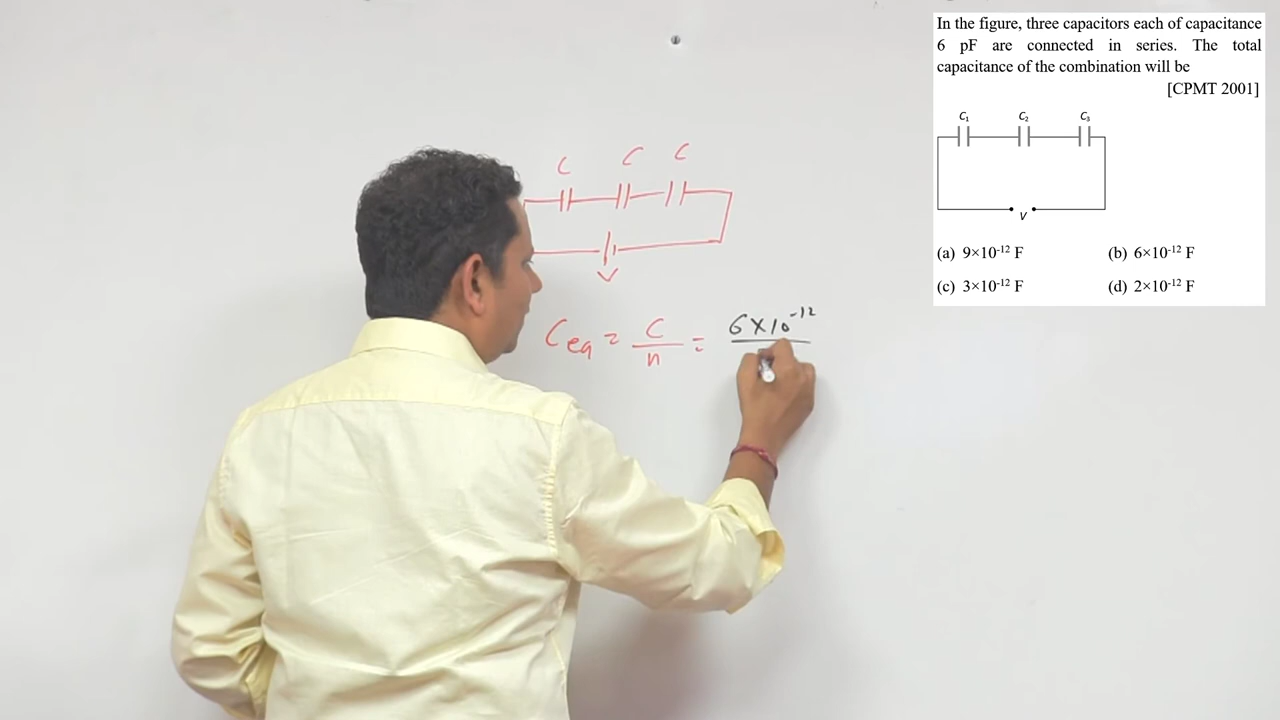 In the figure, three capacitors each of capacitance
6 pF are connected in series. The total
capacitance of the combination will be
[CPMT 2001]
C₁ C₂ C₃
V
(a) 9×10⁻¹² F (b) 6×10⁻¹² F
(c) 3×10⁻¹² F (d) 2×10⁻¹² F
C C C
V
Ceq = C/n = 6×10⁻¹²